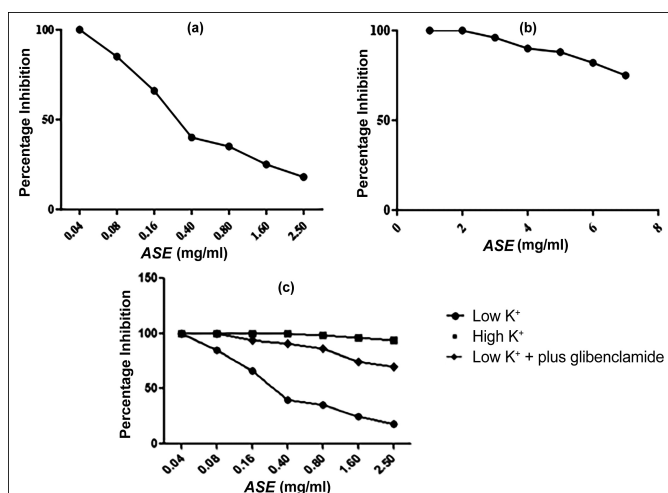 (a)
Percentage Inhibition
100
50
0
0.04
0.08
0.16
0.40
0.80
1.60
2.50
ASE (mg/ml)
(b)
Percentage Inhibition
100
50
0
0
2
4
6
8
ASE (mg/ml)
(c)
Percentage Inhibition
150
100
50
0
0.04
0.08
0.16
0.40
0.80
1.60
2.50
ASE (mg/ml)
Low K⁺
High K⁺
Low K⁺ + plus glibenclamide